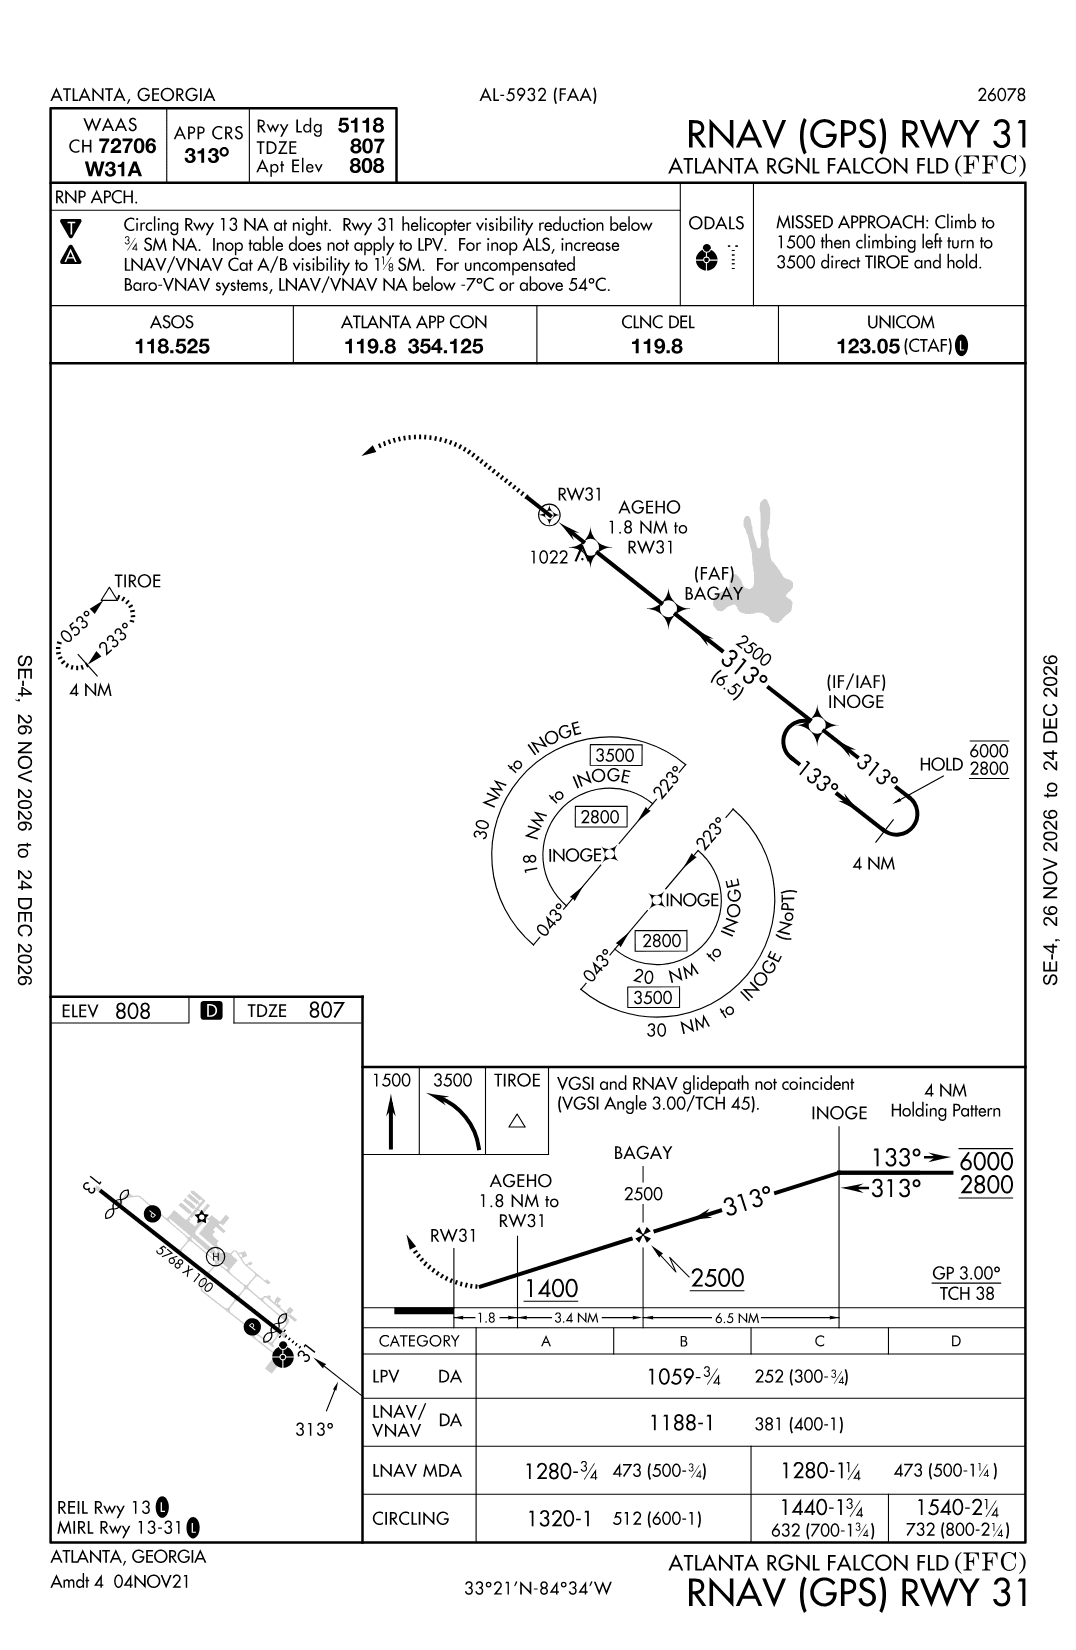 ATLANTA, GEORGIA
AL-5932 (FAA)
26078
WAAS
CH 72706
W31A
APP CRS
313°
Rwy Ldg 5118
TDZE 807
Apt Elev 808
RNAV (GPS) RWY 31
ATLANTA RGNL FALCON FLD (FFC)
RNP APCH.
T
A
Circling Rwy 13 NA at night. Rwy 31 helicopter visibility reduction below
¾ SM NA. Inop table does not apply to LPV. For inop ALS, increase
LNAV/VNAV Cat A/B visibility to 1⅛ SM. For uncompensated
Baro-VNAV systems, LNAV/VNAV NA below -7°C or above 54°C.
ODALS
MISSED APPROACH: Climb to
1500 then climbing left turn to
3500 direct TIROE and hold.
ASOS
118.525
ATLANTA APP CON
119.8 354.125
CLNC DEL
119.8
UNICOM
123.05 (CTAF) L
RW31
AGEHO
1.8 NM to
RW31
1022
(FAF)
BAGAY
TIROE
053°
233°
4 NM
2500
313°
(6.5)
(IF/IAF)
INOGE
HOLD
6000
2800
313°
133°
4 NM
30 NM to INOGE
3500
18 NM to INOGE
2800
INOGE
223°
043°
223°
INOGE
2800
043°
20 NM to INOGE
3500
30 NM to INOGE (NoPT)
SE-4, 26 NOV 2026 to 24 DEC 2026
SE-4, 26 NOV 2026 to 24 DEC 2026
ELEV 808
D
TDZE 807
13
P
H
5768 X 100
P
31
313°
REIL Rwy 13 L
MIRL Rwy 13-31 L
1500
3500
TIROE
VGSI and RNAV glidepath not coincident
(VGSI Angle 3.00/TCH 45).
4 NM
Holding Pattern
INOGE
BAGAY
2500
AGEHO
1.8 NM to
RW31
RW31
133°
6000
313°
2800
313°
2500
1400
GP 3.00°
TCH 38
1.8
3.4 NM
6.5 NM
CATEGORY A B C D
LPV DA 1059-¾ 252 (300-¾)
LNAV/
VNAV DA 1188-1 381 (400-1)
LNAV MDA 1280-¾ 473 (500-¾) 1280-1¼ 473 (500-1¼)
CIRCLING 1320-1 512 (600-1) 1440-1¾ 1540-2¼
632 (700-1¾) 732 (800-2¼)
ATLANTA, GEORGIA
Amdt 4 04NOV21
33°21'N-84°34'W
ATLANTA RGNL FALCON FLD (FFC)
RNAV (GPS) RWY 31